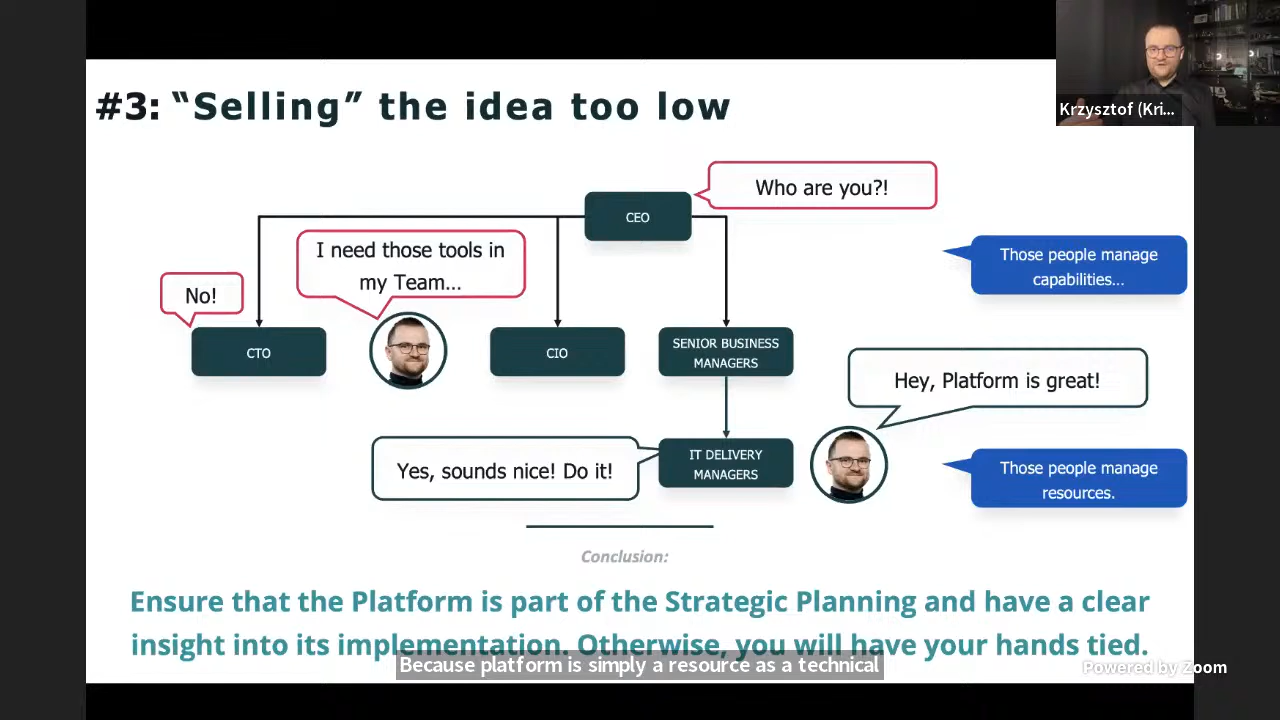 Krzysztof (Kri...
#3: “Selling” the idea too low
Who are you?!
CEO
I need those tools in
my Team...
Those people manage
capabilities...
No!
CTO
CIO
SENIOR BUSINESS
MANAGERS
Hey, Platform is great!
Yes, sounds nice! Do it!
IT DELIVERY
MANAGERS
Those people manage
resources.
Conclusion:
Ensure that the Platform is part of the Strategic Planning and have a clear
insight into its implementation. Otherwise, you will have your hands tied.
Because platform is simply a resource as a technical
Powered by Zoom